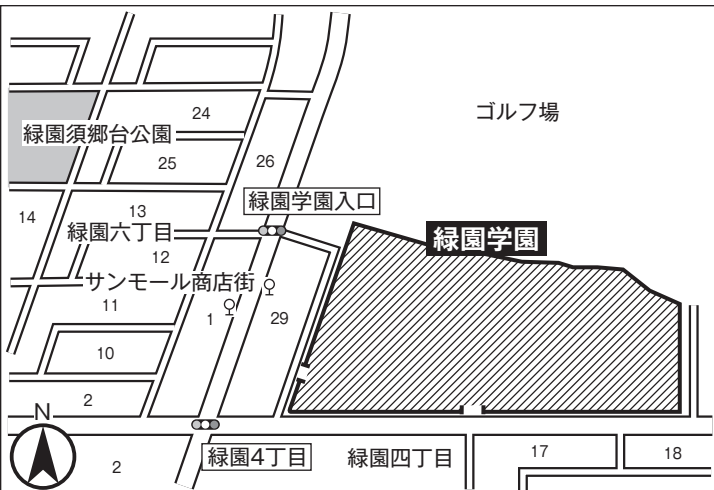 ゴルフ場
24
緑園須郷台公園
25
26
緑園学園入口
14
13
緑園六丁目
緑園学園
12
サンモール商店街
11
1
29
10
2
N
緑園4丁目
緑園四丁目
17
18
2